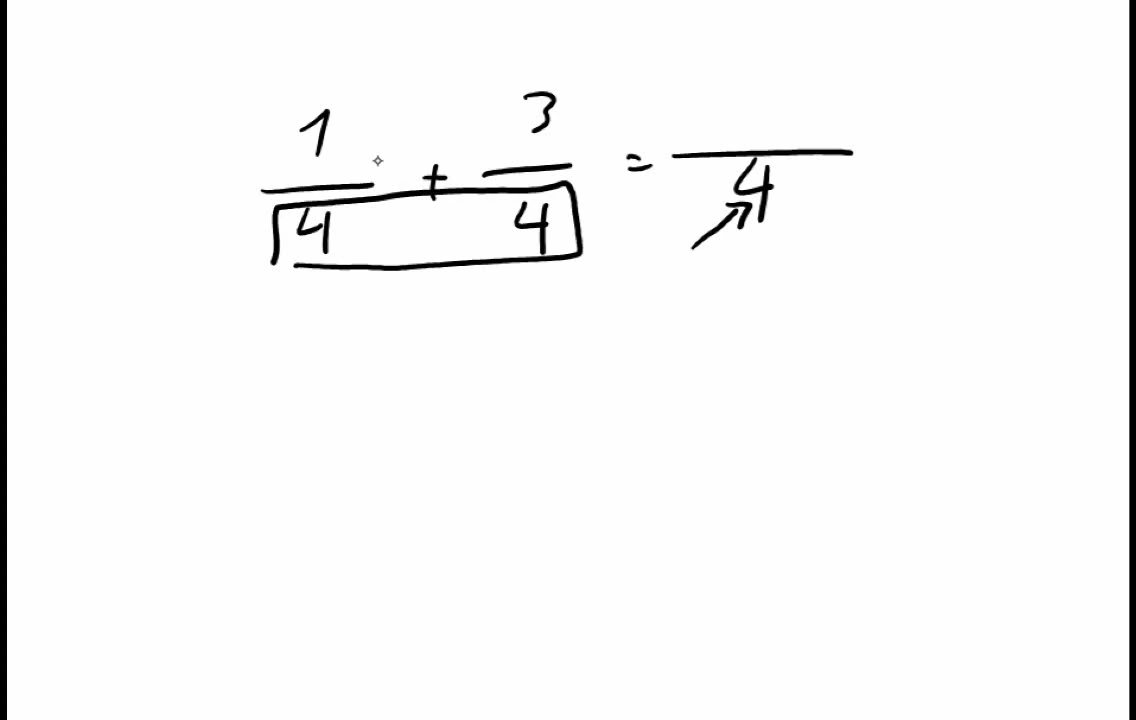 1/4 + 3/4 = /4